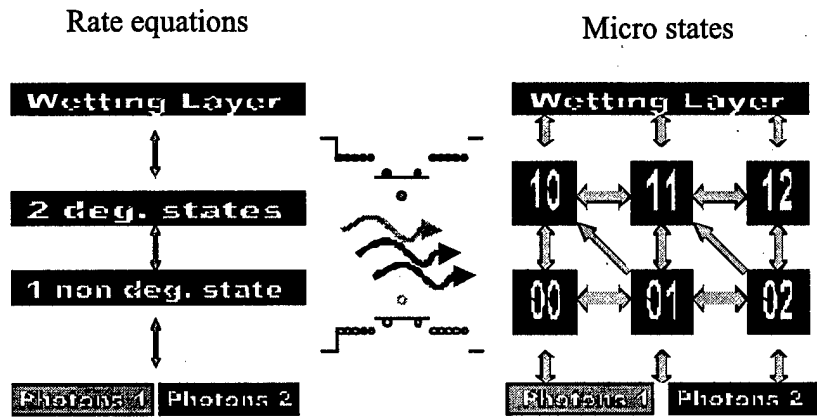 Rate equations
Micro states
Wetting Layer
Wetting Layer
2 deg. states
1 non deg. state
10 11 12
00 01 02
Photons 1 Photons 2
Photons 1 Photons 2